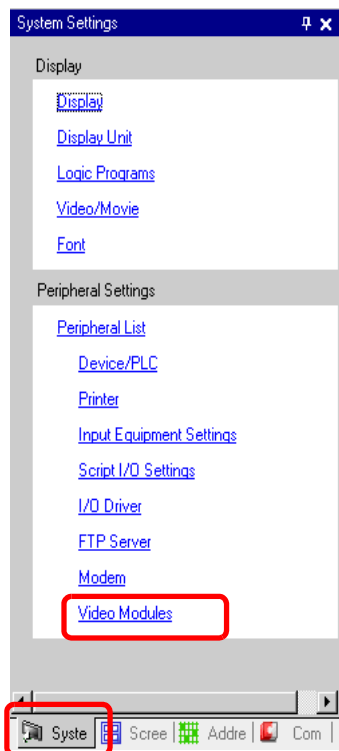 System Settings
Display
Display
Display Unit
Logic Programs
Video/Movie
Font
Peripheral Settings
Peripheral List
Device/PLC
Printer
Input Equipment Settings
Script I/O Settings
I/O Driver
FTP Server
Modem
Video Modules
Syste Scree Addre Com